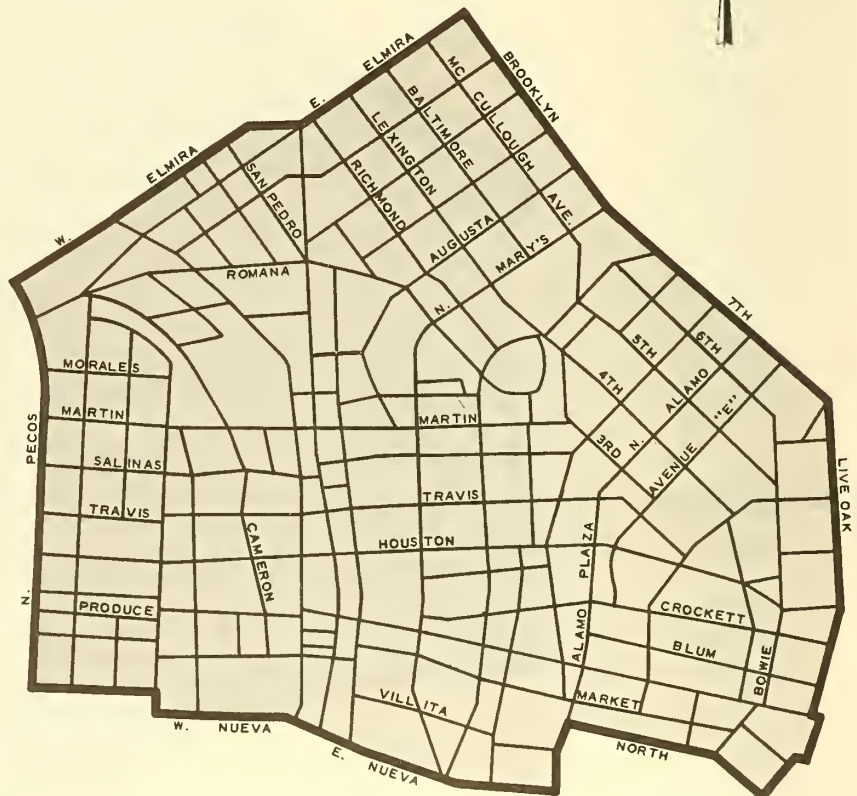 W. ELMIRA
E. ELMIRA
BROOKLYN
MC CULLOUGH AVE.
BALTIMORE
LEXINGTON
RICHMOND
SAN PEDRO
AUGUSTA
N. MARY'S
ROMANA
7TH
6TH
5TH
4TH
3RD
N. ALAMO
AVENUE "E"
MORALES
MARTIN
MARTIN
N. PECOS
SALINAS
LIVE OAK
TRAVIS
TRAVIS
CAMERON
HOUSTON
ALAMO PLAZA
PRODUCE
CROCKETT
BLUM
BOWIE
VILLITA
MARKET
W. NUEVA
E. NUEVA
NORTH